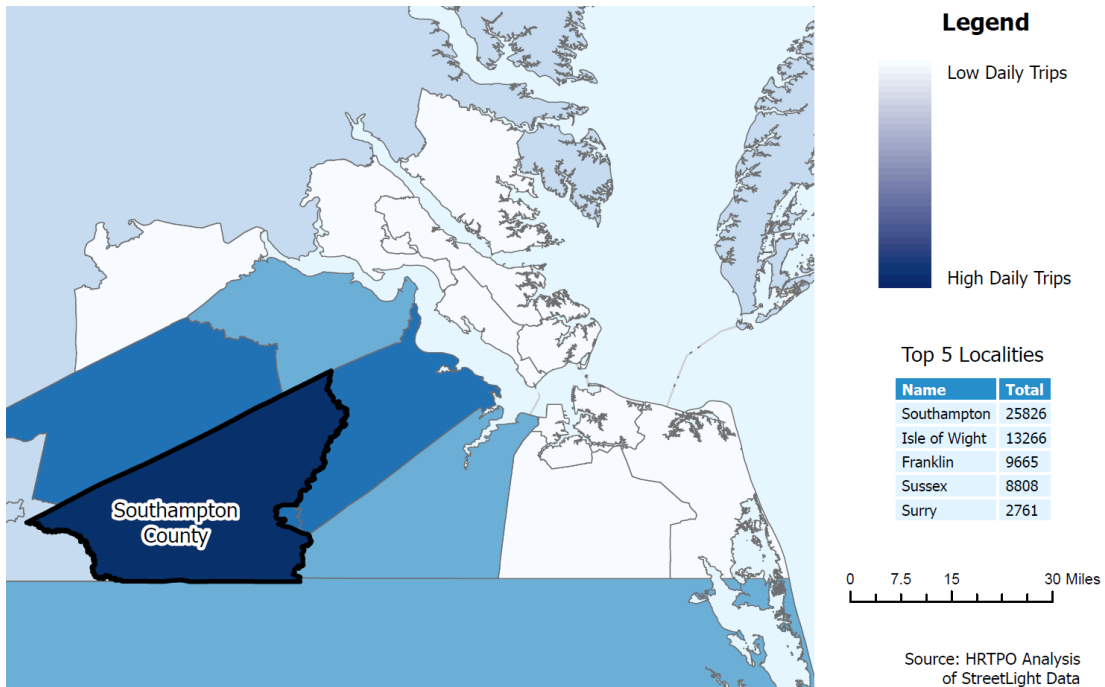 Southampton
County
Legend
Low Daily Trips
High Daily Trips
Top 5 Localities
Name Total
Southampton 25826
Isle of Wight 13266
Franklin 9665
Sussex 8808
Surry 2761
0 7.5 15 30 Miles
Source: HRTPO Analysis
of StreetLight Data